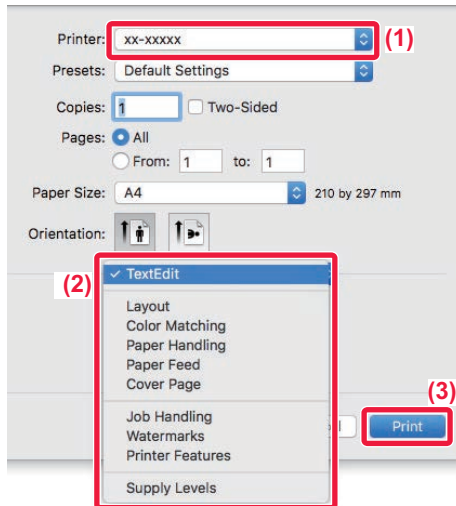 Printer: xx-xxxxx (1)
Presets: Default Settings
Copies: 1 Two-Sided
Pages: All
From: 1 to: 1
Paper Size: A4 210 by 297 mm
Orientation:
(2) ✓ TextEdit
Layout
Color Matching
Paper Handling
Paper Feed
Cover Page
(3)
Job Handling
Watermarks
Print
Printer Features
Supply Levels